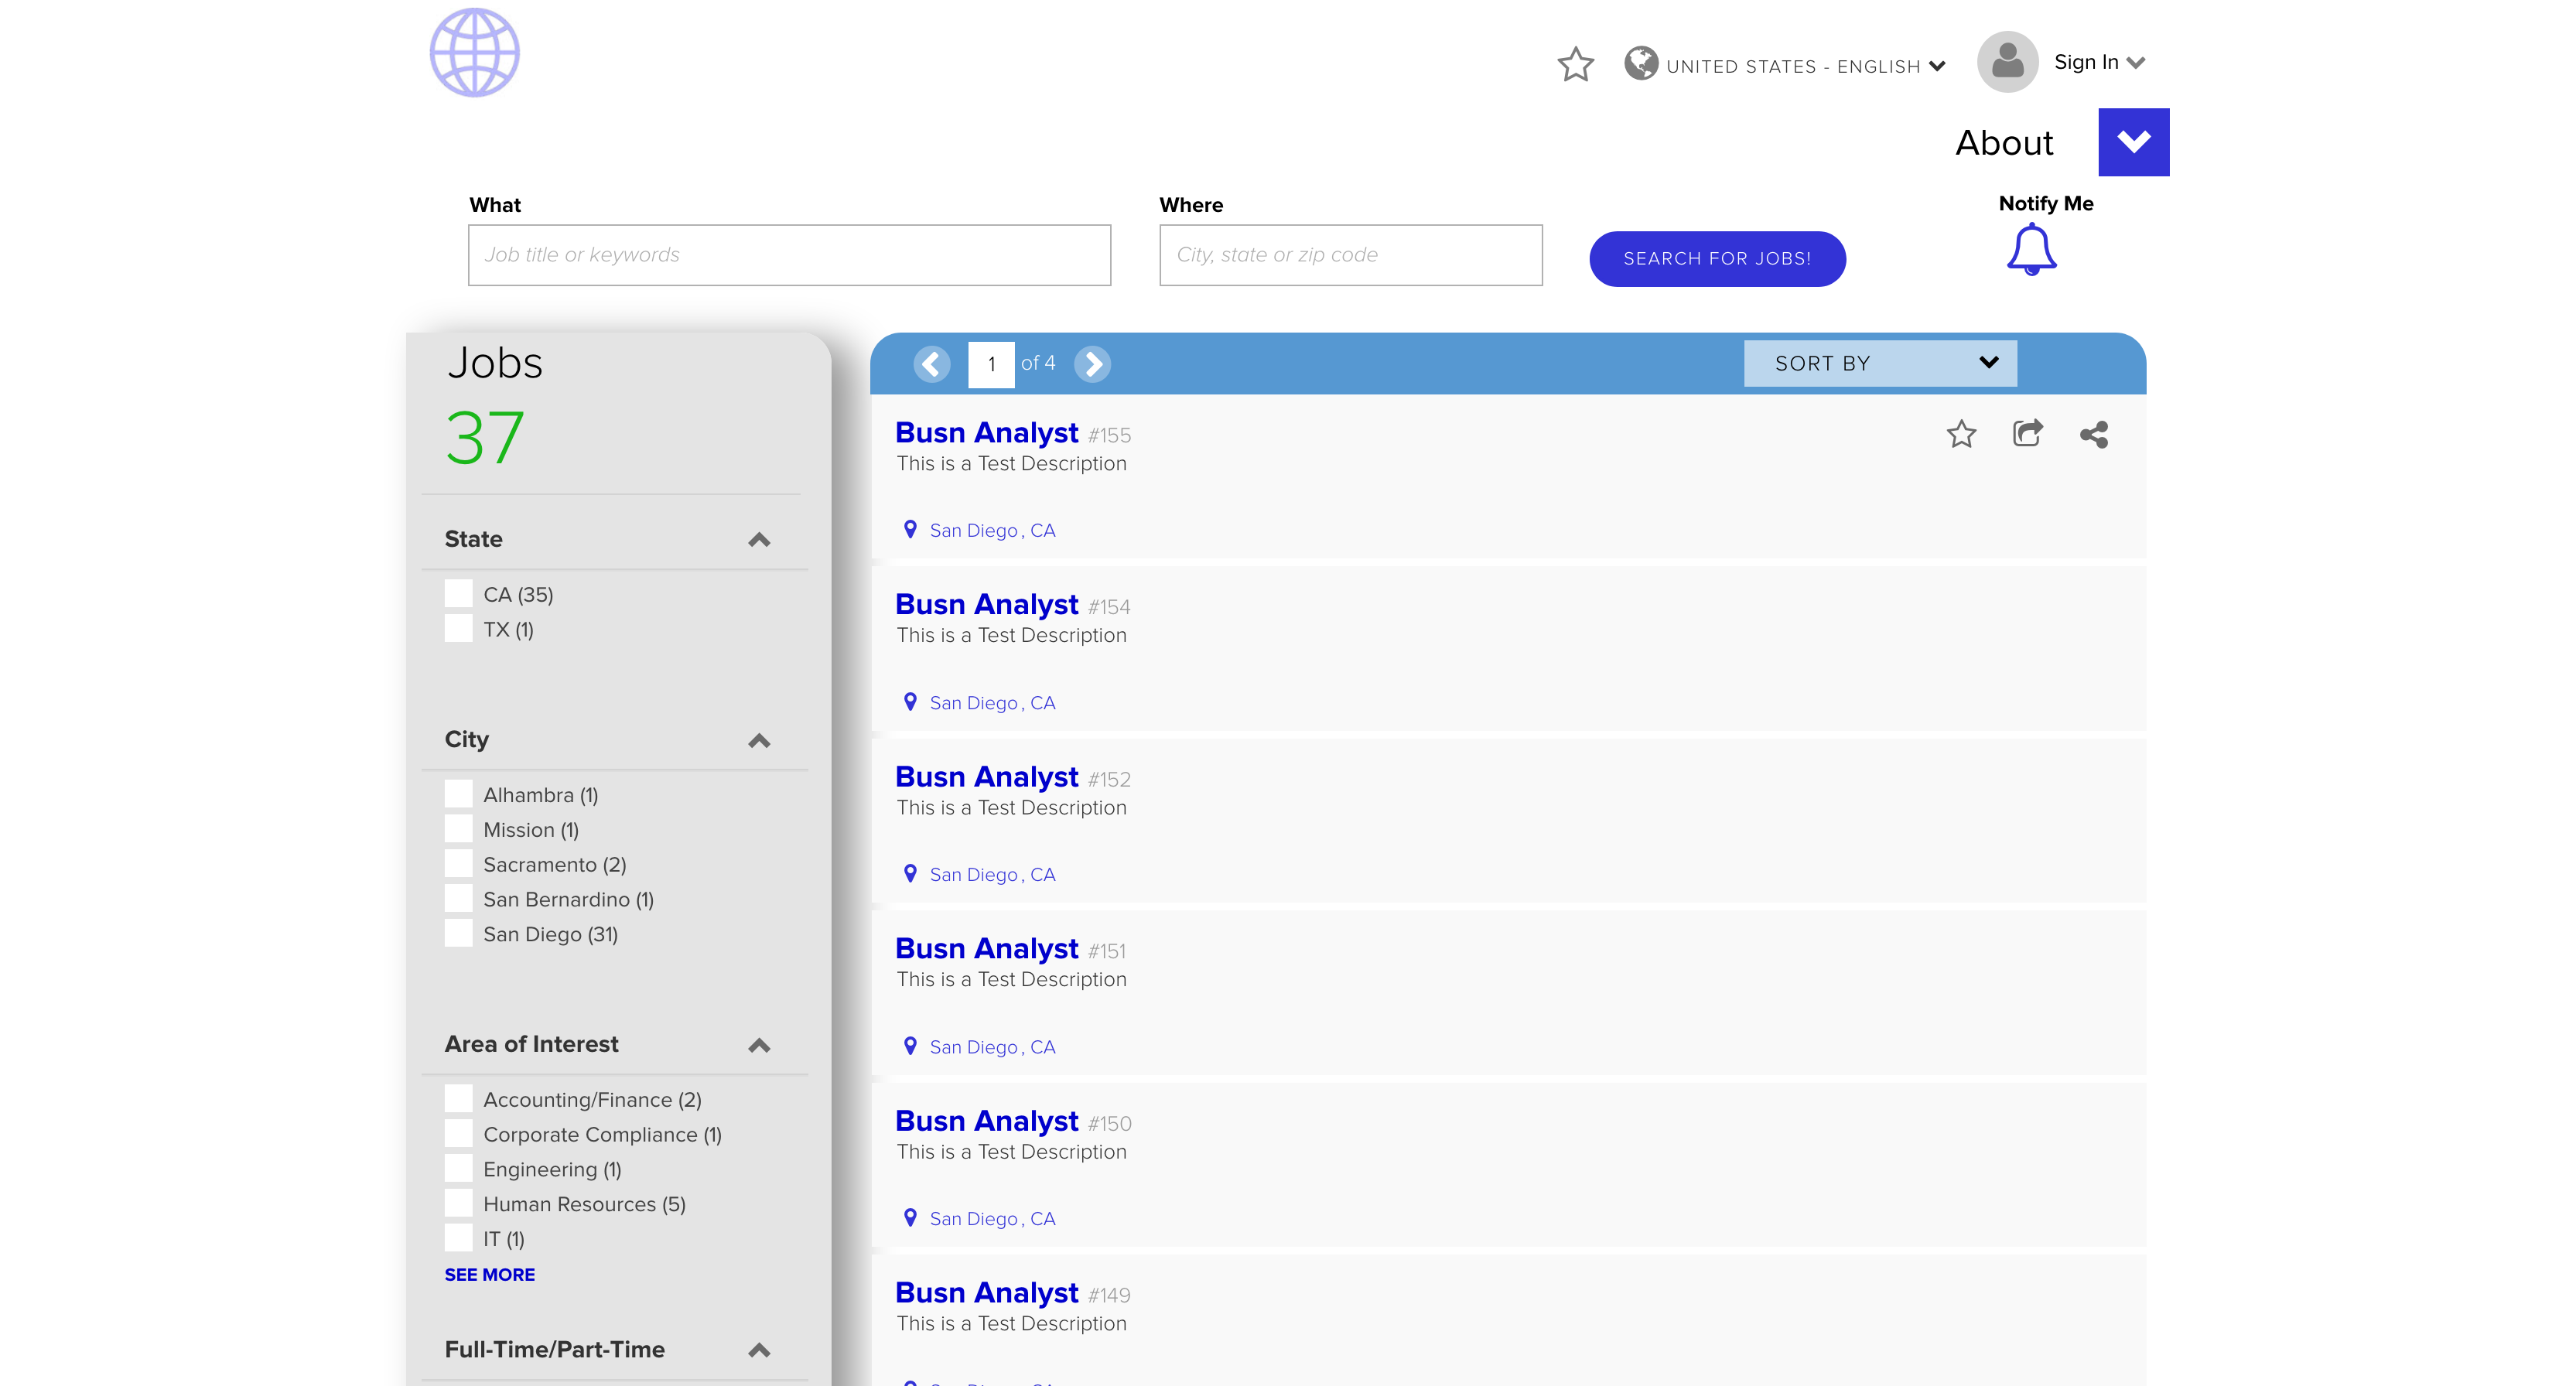 UNITED STATES - ENGLISH
Sign In
About
What
Where
Notify Me
Job title or keywords
City, state or zip code
SEARCH FOR JOBS!
Jobs
37
State
CA (35)
TX (1)
City
Alhambra (1)
Mission (1)
Sacramento (2)
San Bernardino (1)
San Diego (31)
Area of Interest
Accounting/Finance (2)
Corporate Compliance (1)
Engineering (1)
Human Resources (5)
IT (1)
SEE MORE
Full-Time/Part-Time
1 of 4
SORT BY
Busn Analyst #155
This is a Test Description
San Diego , CA
Busn Analyst #154
This is a Test Description
San Diego , CA
Busn Analyst #152
This is a Test Description
San Diego , CA
Busn Analyst #151
This is a Test Description
San Diego , CA
Busn Analyst #150
This is a Test Description
San Diego , CA
Busn Analyst #149
This is a Test Description